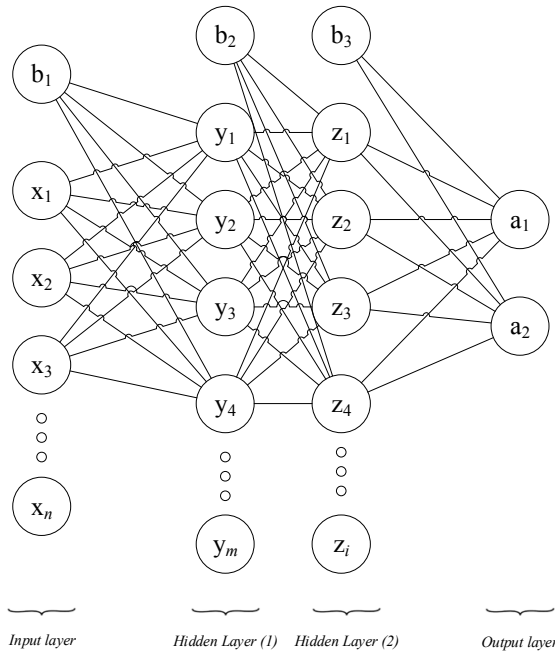 b1
x1
x2
x3
xn
b2
y1
y2
y3
y4
ym
b3
z1
z2
z3
z4
zi
a1
a2
Input layer
Hidden Layer (1)
Hidden Layer (2)
Output layer